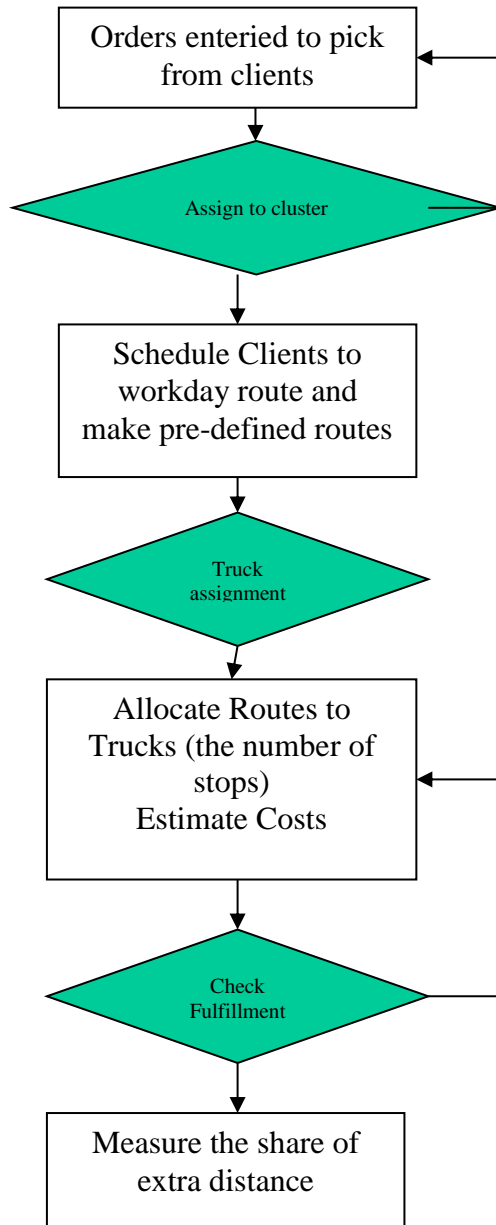 Orders enteried to pick
from clients
Assign to cluster
Schedule Clients to
workday route and
make pre-defined routes
Truck
assignment
Allocate Routes to
Trucks (the number of
stops)
Estimate Costs
Check
Fulfillment
Measure the share of
extra distance